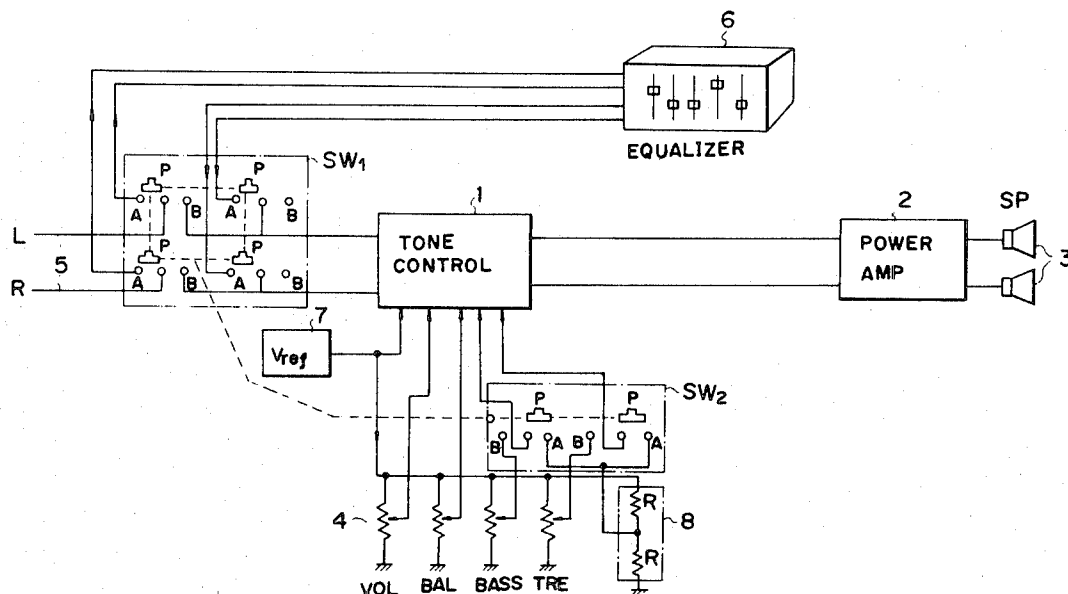 6
EQUALIZER
SW1
P P
A B A B
L
P P
5
R
A B A B
1
TONE
CONTROL
2
POWER
AMP
SP
3
7
Vref
SW2
P P
B A B A
4
R
8
R
VOL BAL BASS TRE